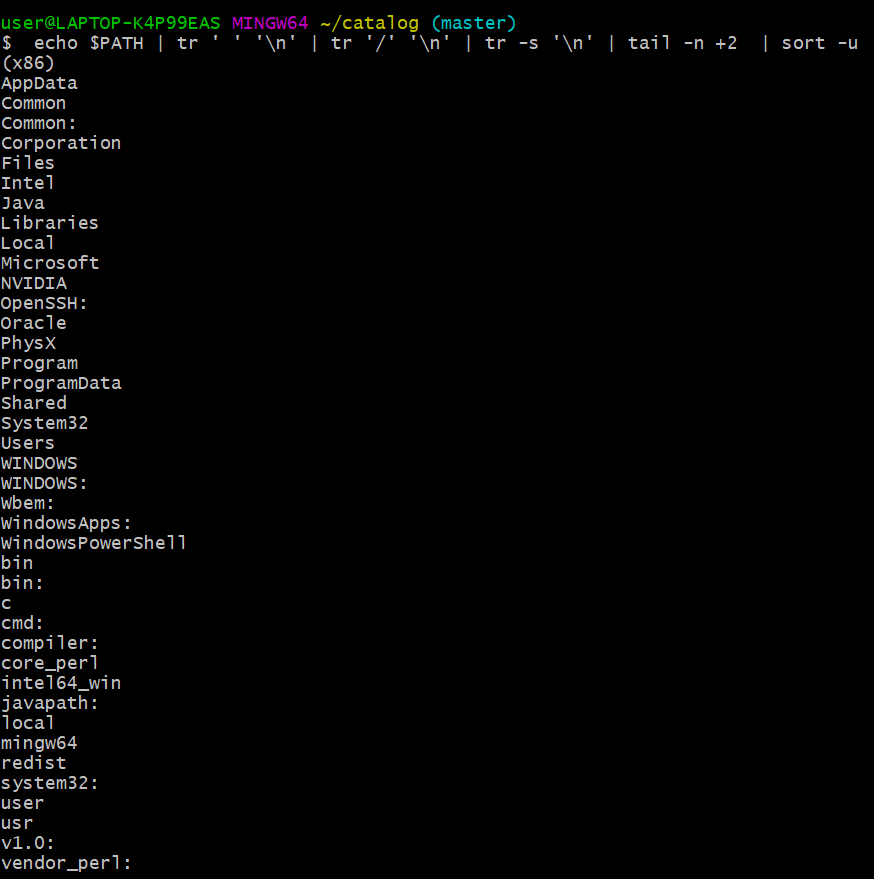 user@LAPTOP-K4P99EAS MINGW64 ~/catalog (master)
$  echo $PATH | tr ' ' '\n' | tr '/' '\n' | tr -s '\n' | tail -n +2  | sort -u
(x86)
AppData
Common
Common:
Corporation
Files
Intel
Java
Libraries
Local
Microsoft
NVIDIA
OpenSSH:
Oracle
PhysX
Program
ProgramData
Shared
System32
Users
WINDOWS
WINDOWS:
Wbem:
WindowsApps:
WindowsPowerShell
bin
bin:
c
cmd:
compiler:
core_perl
intel64_win
javapath:
local
mingw64
redist
system32:
user
usr
v1.0:
vendor_perl: